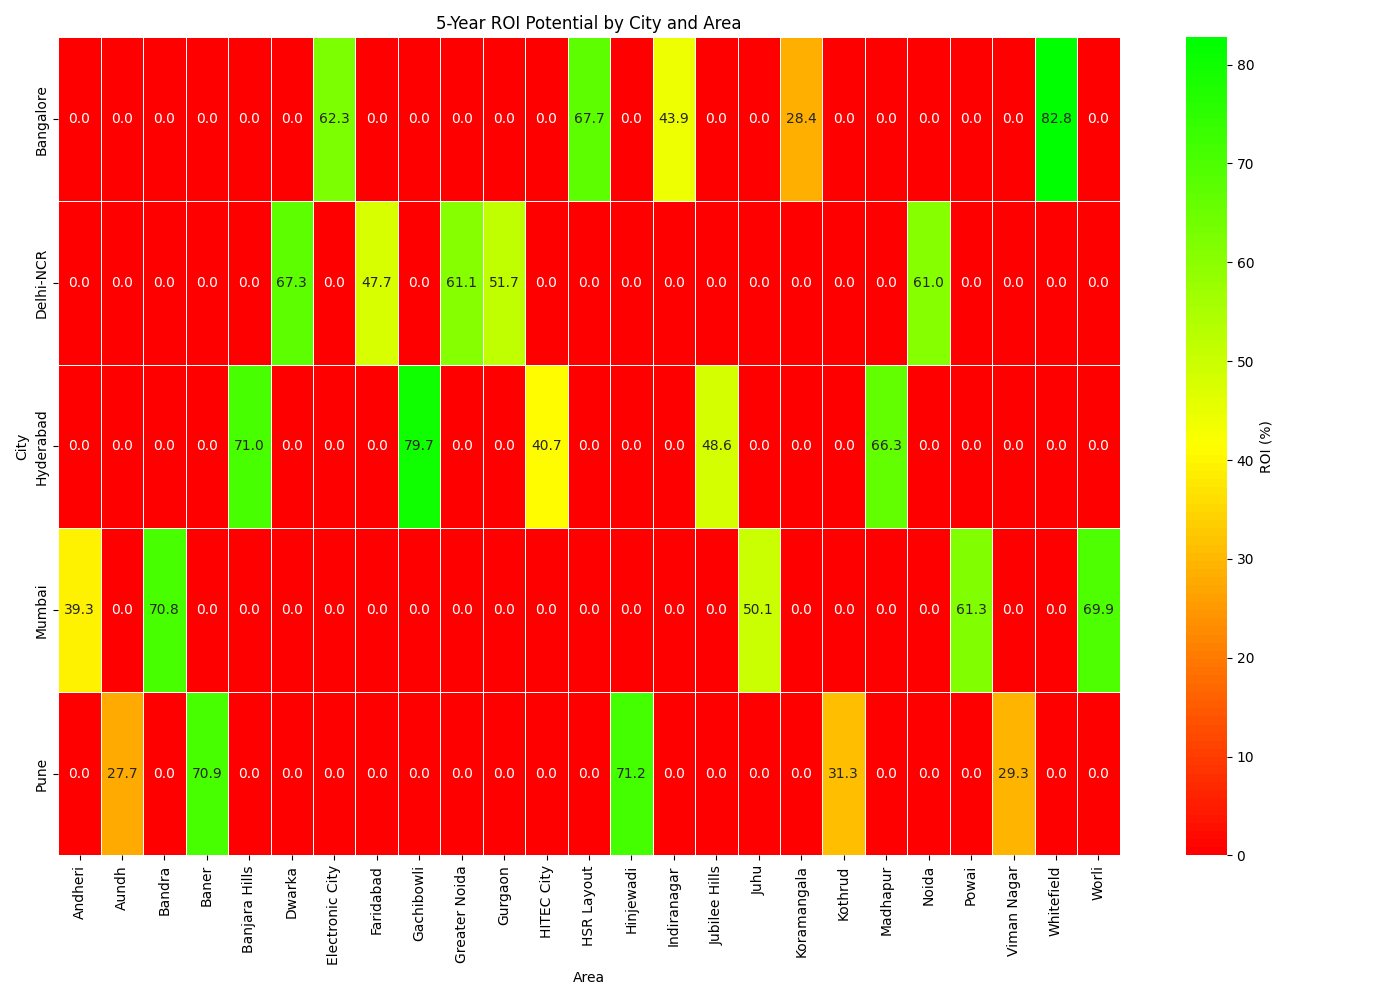 5-Year ROI Potential by City and Area
Bangalore 0.0 0.0 0.0 0.0 0.0 0.0 62.3 0.0 0.0 0.0 0.0 0.0 67.7 0.0 43.9 0.0 0.0 28.4 0.0 0.0 0.0 0.0 0.0 82.8 0.0
Delhi-NCR 0.0 0.0 0.0 0.0 0.0 67.3 0.0 47.7 0.0 61.1 51.7 0.0 0.0 0.0 0.0 0.0 0.0 0.0 0.0 0.0 61.0 0.0 0.0 0.0 0.0
Hyderabad 0.0 0.0 0.0 0.0 71.0 0.0 0.0 0.0 79.7 0.0 0.0 40.7 0.0 0.0 0.0 48.6 0.0 0.0 0.0 66.3 0.0 0.0 0.0 0.0 0.0
Mumbai 39.3 0.0 70.8 0.0 0.0 0.0 0.0 0.0 0.0 0.0 0.0 0.0 0.0 0.0 0.0 0.0 50.1 0.0 0.0 0.0 0.0 61.3 0.0 0.0 69.9
Pune 0.0 27.7 0.0 70.9 0.0 0.0 0.0 0.0 0.0 0.0 0.0 0.0 0.0 71.2 0.0 0.0 0.0 0.0 31.3 0.0 0.0 0.0 29.3 0.0 0.0
City
Andheri Aundh Bandra Baner Banjara Hills Dwarka Electronic City Faridabad Gachibowli Greater Noida Gurgaon HITEC City HSR Layout Hinjewadi Indiranagar Jubilee Hills Juhu Koramangala Kothrud Madhapur Noida Powai Viman Nagar Whitefield Worli
Area
80
70
60
50
40
30
20
10
0
ROI (%)